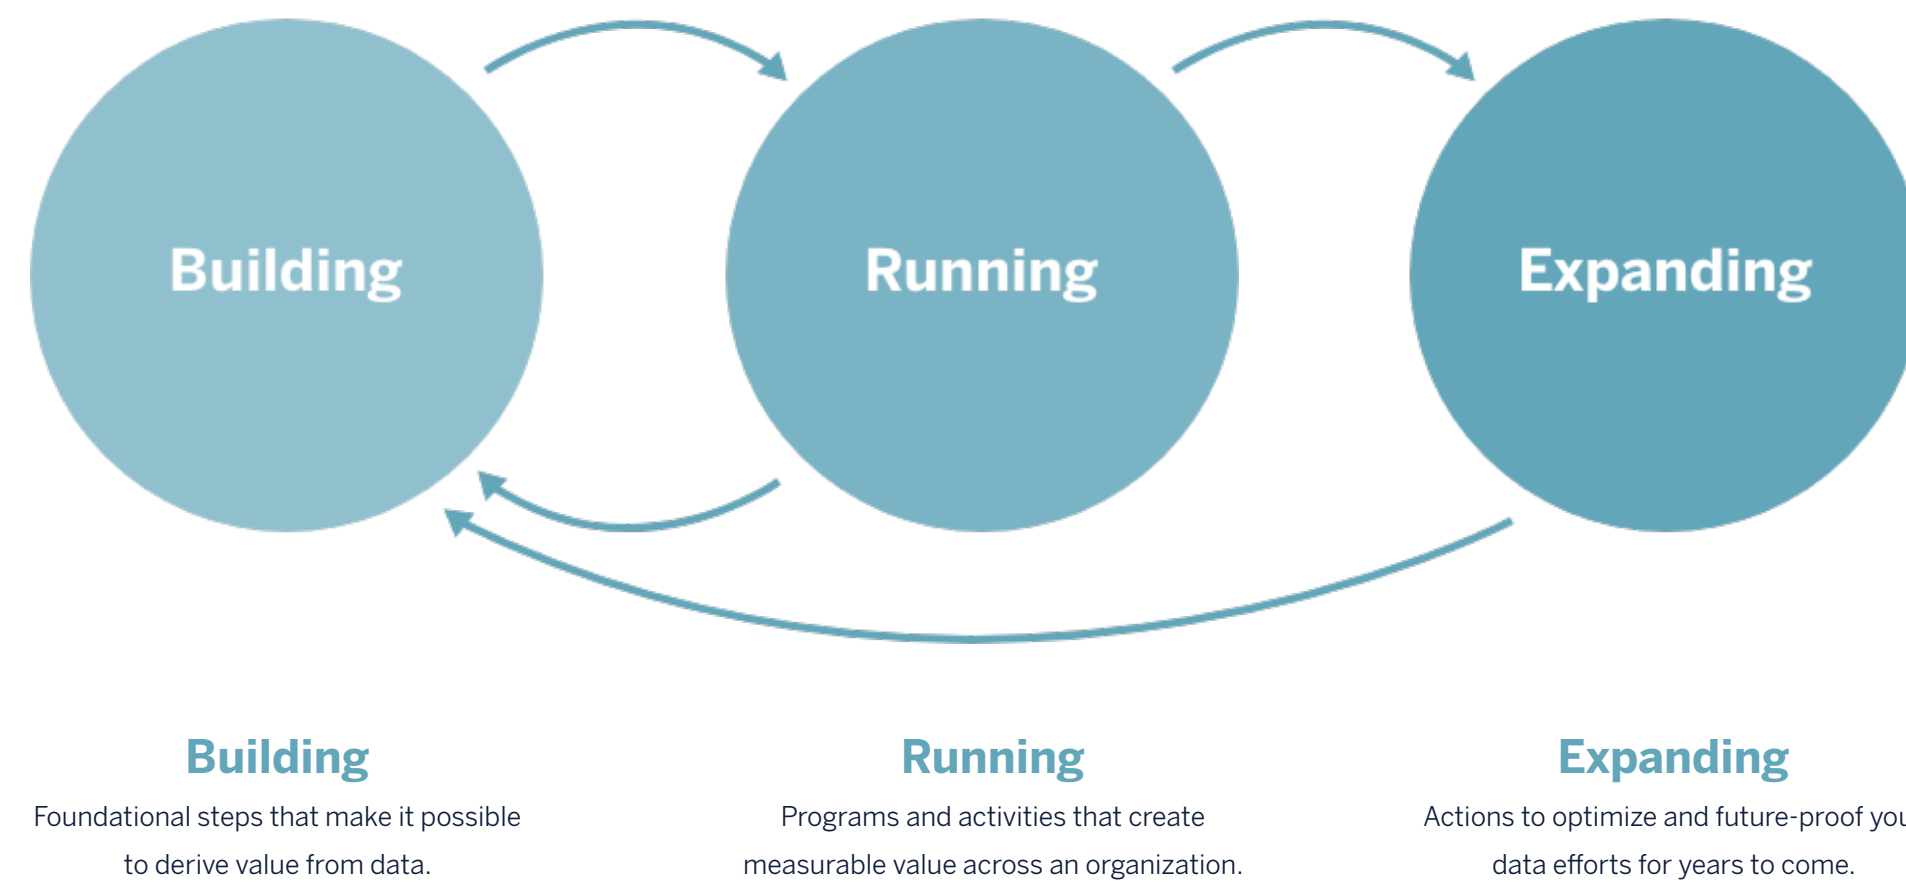 Building
Running
Expanding
Building
Foundational steps that make it possible
to derive value from data.
Running
Programs and activities that create
measurable value across an organization.
Expanding
Actions to optimize and future-proof
data efforts for years to come.